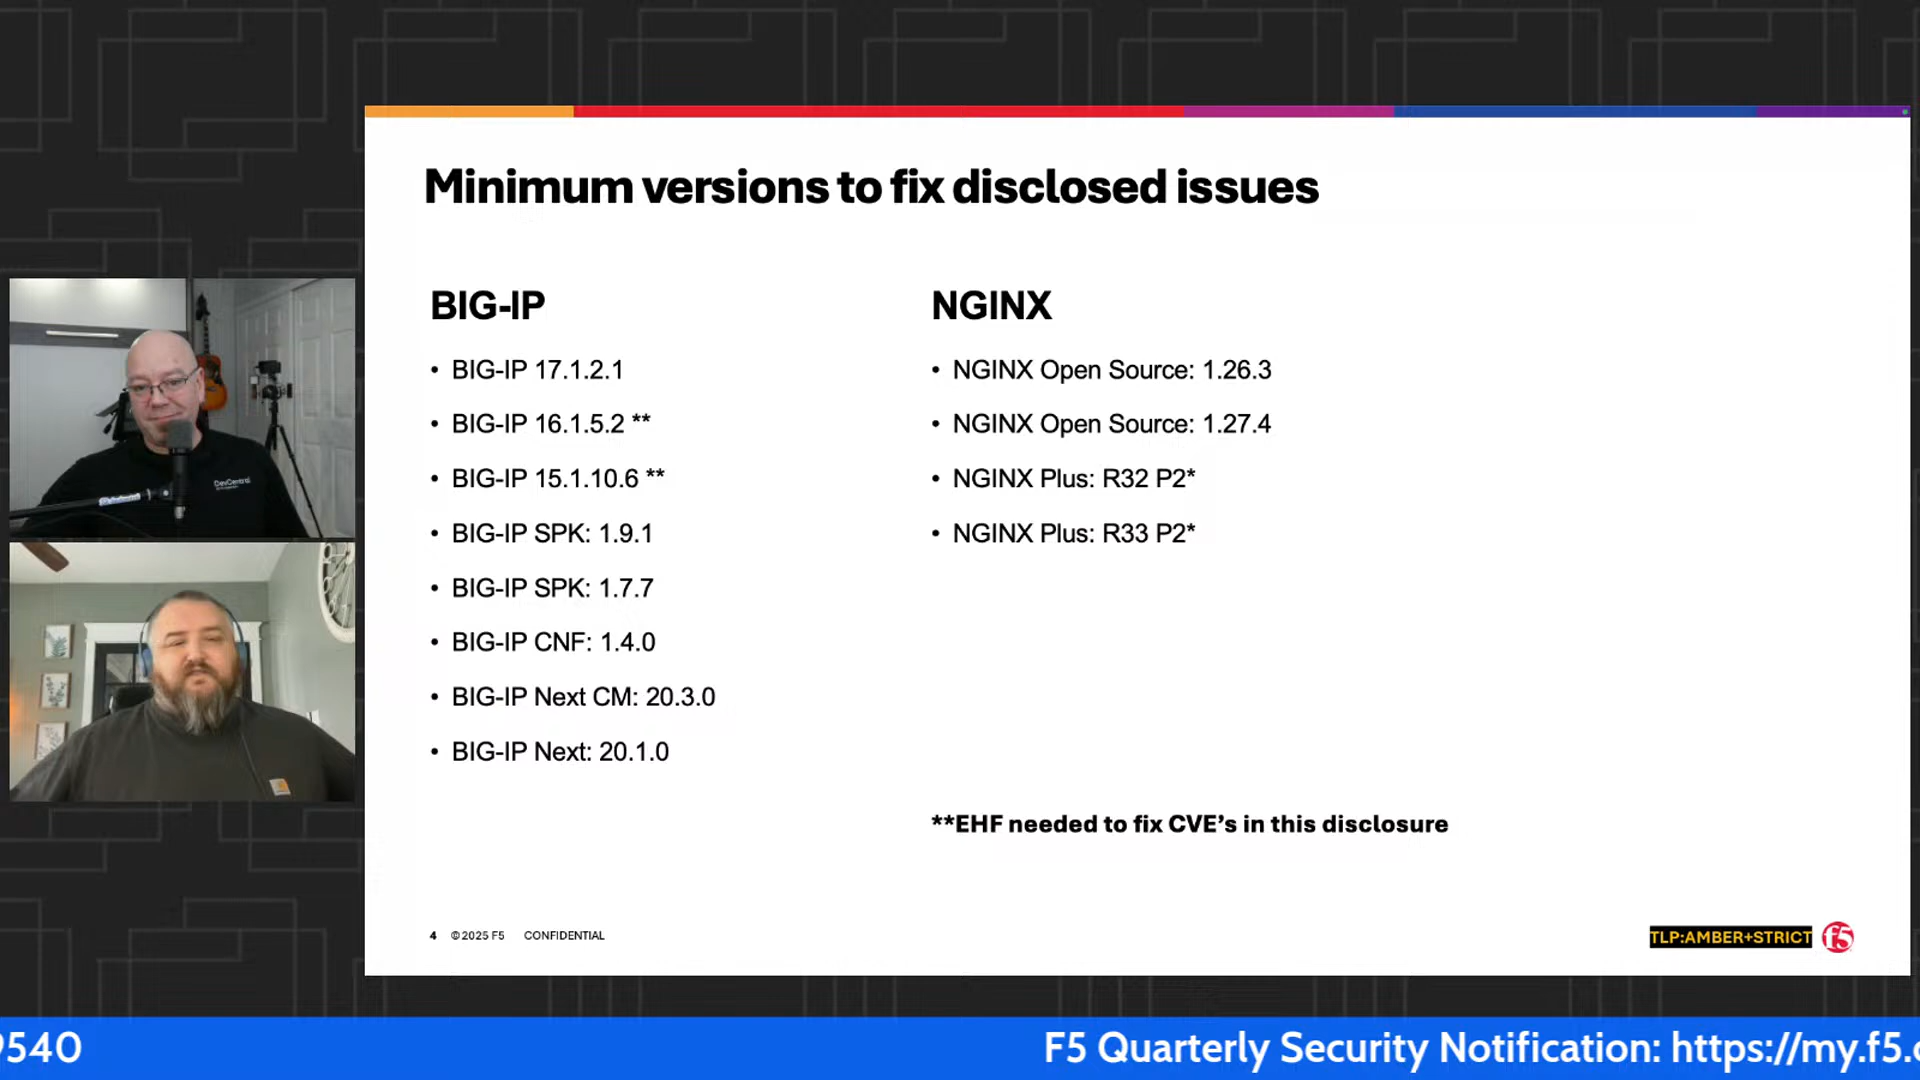 Minimum versions to fix disclosed issues
BIG-IP
• BIG-IP 17.1.2.1
• BIG-IP 16.1.5.2 **
• BIG-IP 15.1.10.6 **
• BIG-IP SPK: 1.9.1
• BIG-IP SPK: 1.7.7
• BIG-IP CNF: 1.4.0
• BIG-IP Next CM: 20.3.0
• BIG-IP Next: 20.1.0
NGINX
• NGINX Open Source: 1.26.3
• NGINX Open Source: 1.27.4
• NGINX Plus: R32 P2*
• NGINX Plus: R33 P2*
**EHF needed to fix CVE’s in this disclosure
4 © 2025 F5 CONFIDENTIAL
TLP:AMBER+STRICT
f5
DevCentral
9540
F5 Quarterly Security Notification: https://my.f5.c